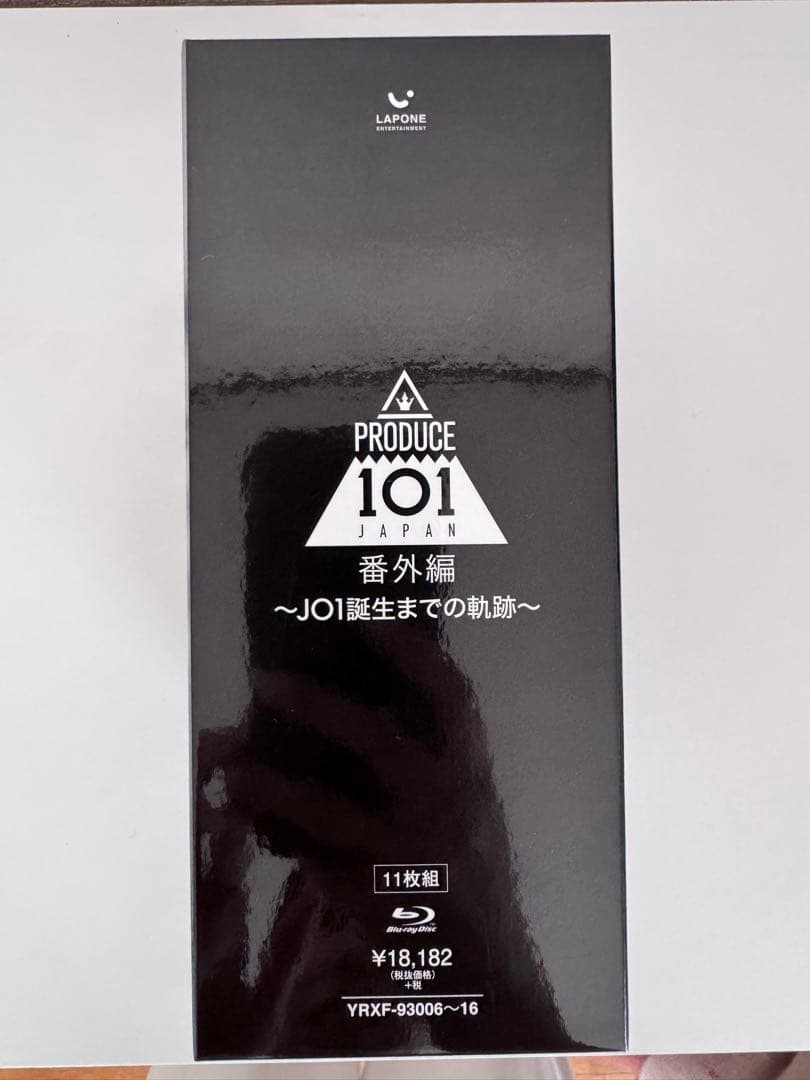 LAPONE
ENTERTAINMENT
PRODUCE
101
JAPAN
番外編
～JO1誕生までの軌跡～
11枚組
Blu-ray Disc
¥18,182
(税抜価格)
+税
YRXF-93006～16